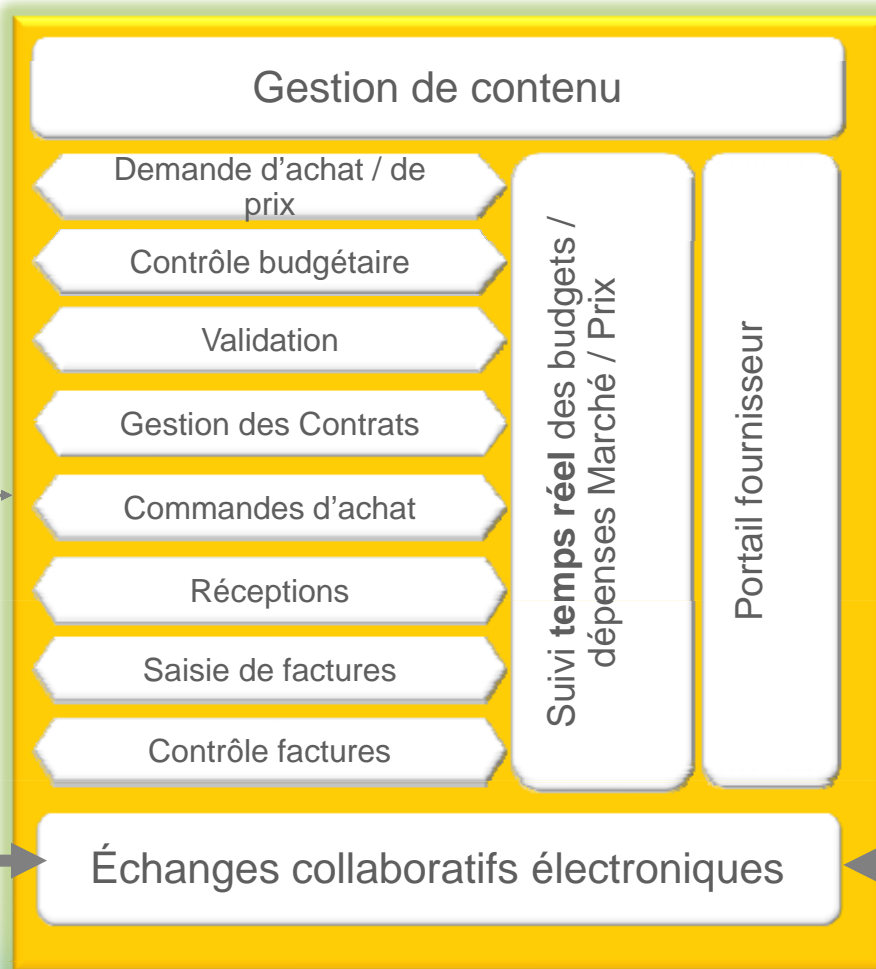 Gestion de contenu
Demande d’achat / de
prix
Contrôle budgétaire
Validation
Gestion des Contrats
Commandes d’achat
Réceptions
Saisie de factures
Contrôle factures
Suivi temps réel des budgets /
dépenses Marché / Prix
Portail fournisseur
Échanges collaboratifs électroniques